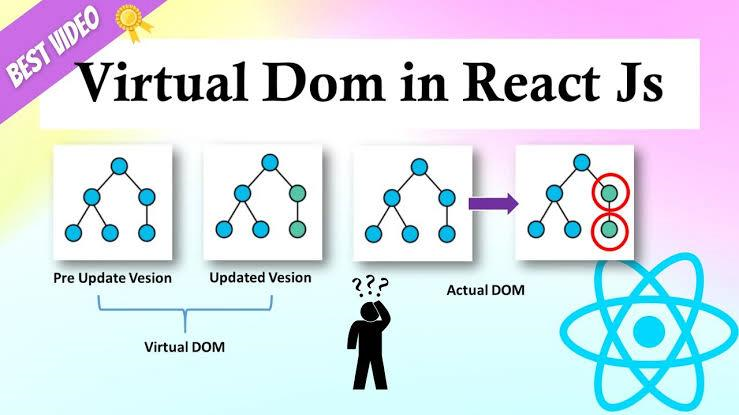 BEST VIDEO
Virtual Dom in React Js
Pre Update Vesion
Updated Vesion
Actual DOM
Virtual DOM
???